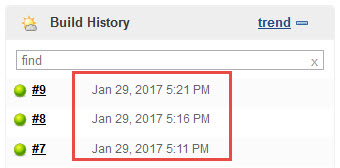 Build History trend
find x
#9 Jan 29, 2017 5:21 PM
#8 Jan 29, 2017 5:16 PM
#7 Jan 29, 2017 5:11 PM